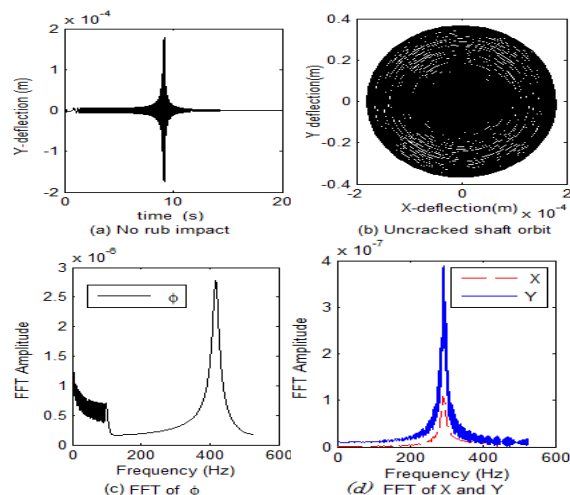 x 10⁻⁴
2
1
0
-1
-2
0 10 20
Y-deflection (m)
time (s)
(a) No rub impact
0.4
0.2
0
-0.2
-0.4
-2 0 2
x 10⁻⁴
Y deflection(m)
X-deflection(m)
(b) Uncracked shaft orbit
x 10⁻⁶
3
2.5
2
1.5
1
0.5
0
0 200 400 600
FFT Amplitude
ϕ
Frequency (Hz)
(c) FFT of ϕ
x 10⁻⁷
4
3
2
1
0
0 200 400 600
FFT Amplitude
X
Y
Frequency (Hz)
(d) FFT of X and Y